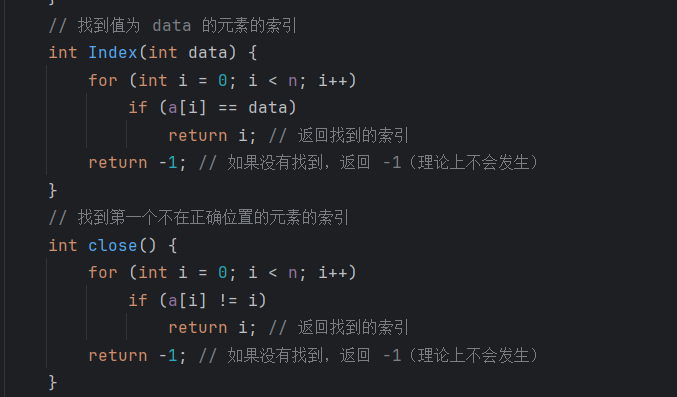 }
// 找到值为 data 的元素的索引
int Index(int data) {
for (int i = 0; i < n; i++)
if (a[i] == data)
return i; // 返回找到的索引
return -1; // 如果没有找到，返回 -1（理论上不会发生）
}
// 找到第一个不在正确位置的元素的索引
int close() {
for (int i = 0; i < n; i++)
if (a[i] != i)
return i; // 返回找到的索引
return -1; // 如果没有找到，返回 -1（理论上不会发生）
}